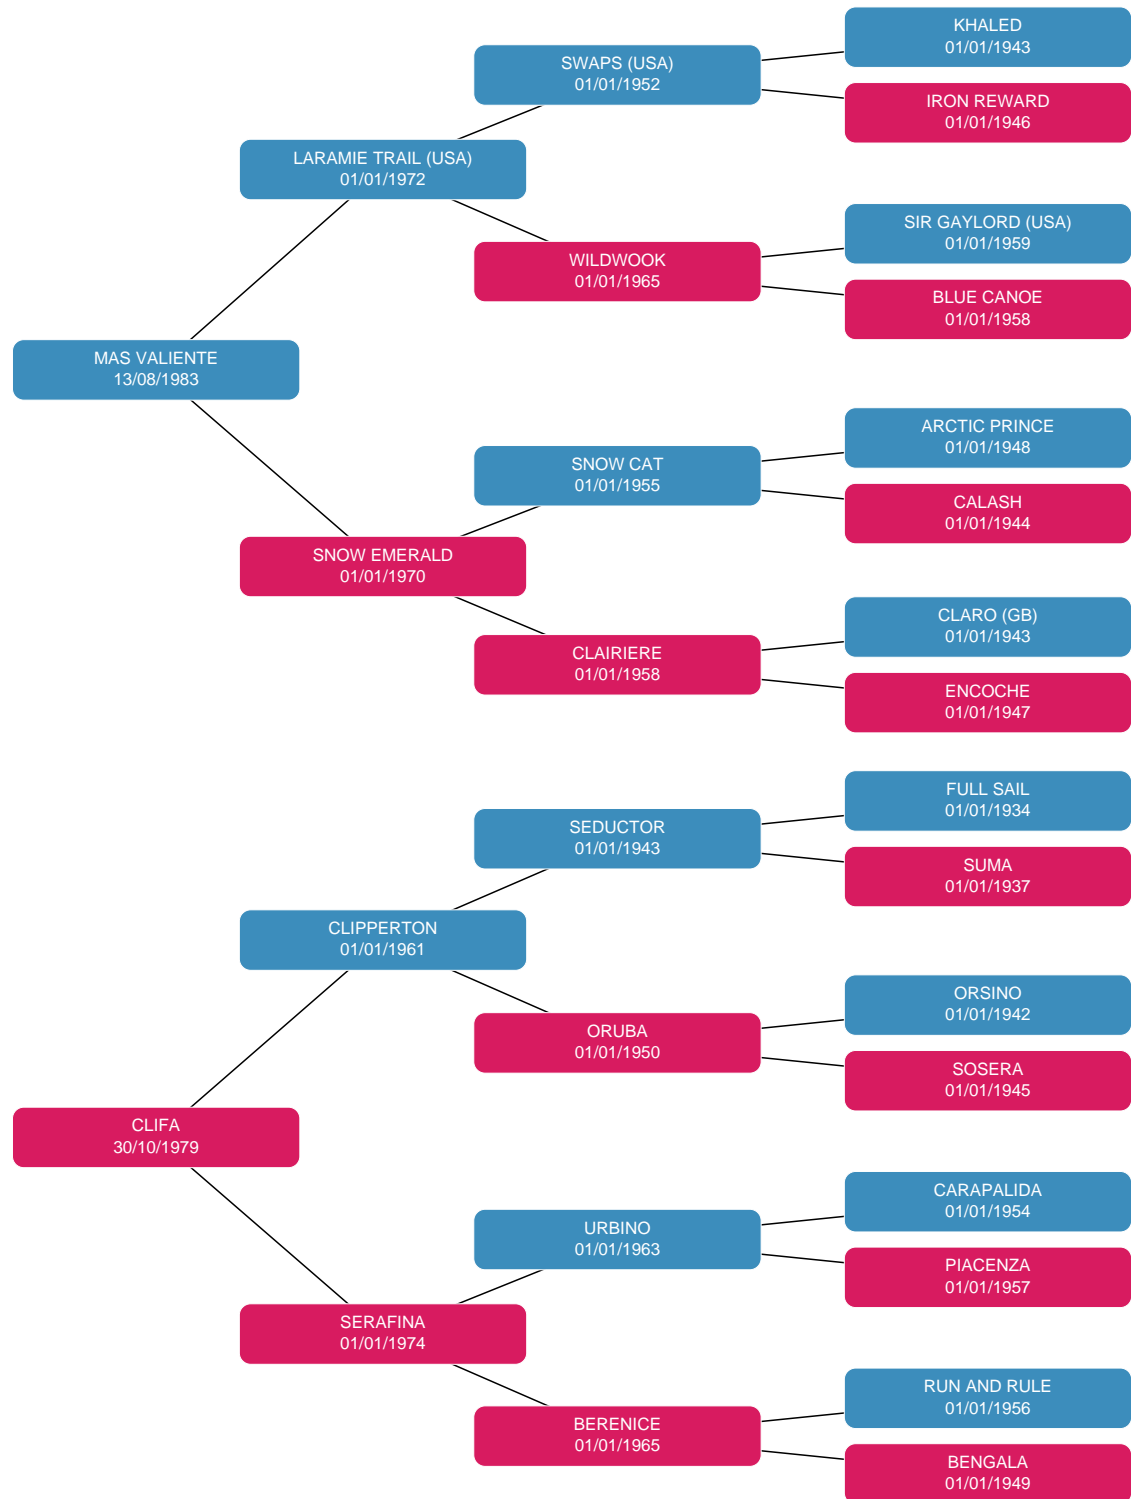 KHALED
01/01/1943
SWAPS (USA)
01/01/1952
IRON REWARD
01/01/1946
LARAMIE TRAIL (USA)
01/01/1972
SIR GAYLORD (USA)
01/01/1959
WILDWOOK
01/01/1965
BLUE CANOE
01/01/1958
MAS VALIENTE
13/08/1983
ARCTIC PRINCE
01/01/1948
SNOW CAT
01/01/1955
CALASH
01/01/1944
SNOW EMERALD
01/01/1970
CLARO (GB)
01/01/1943
CLAIRIERE
01/01/1958
ENCOCHE
01/01/1947
FULL SAIL
01/01/1934
SEDUCTOR
01/01/1943
SUMA
01/01/1937
CLIPPERTON
01/01/1961
ORSINO
01/01/1942
ORUBA
01/01/1950
SOSERA
01/01/1945
CLIFA
30/10/1979
CARAPALIDA
01/01/1954
URBINO
01/01/1963
PIACENZA
01/01/1957
SERAFINA
01/01/1974
RUN AND RULE
01/01/1956
BERENICE
01/01/1965
BENGALA
01/01/1949